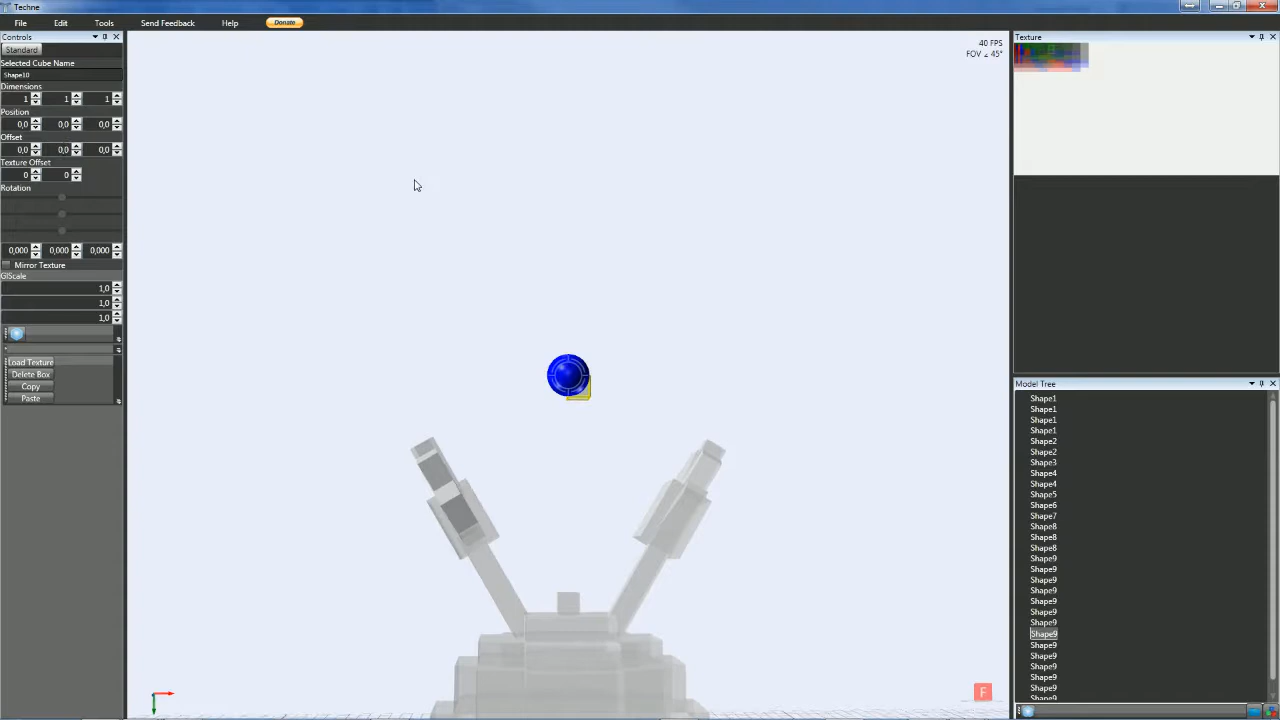 Techne
File Edit Tools Send Feedback Help Donate
Controls
Standard
Selected Cube Name
Shape10
Dimensions
1 1 1
Position
0,0 0,0 0,0
Offset
0,0 0,0 0,0
Texture Offset
0 0
Rotation
0,000 0,000 0,000
Mirror Texture
GlScale
1,0
1,0
1,0
Load Texture
Delete Box
Copy
Paste
40 FPS
FOV ∠ 45°
F
Texture
Model Tree
Shape1
Shape1
Shape1
Shape1
Shape2
Shape2
Shape3
Shape4
Shape4
Shape5
Shape6
Shape7
Shape8
Shape8
Shape8
Shape9
Shape9
Shape9
Shape9
Shape9
Shape9
Shape9
Shape9
Shape9
Shape9
Shape9
Shape9
Shape9
Shape9